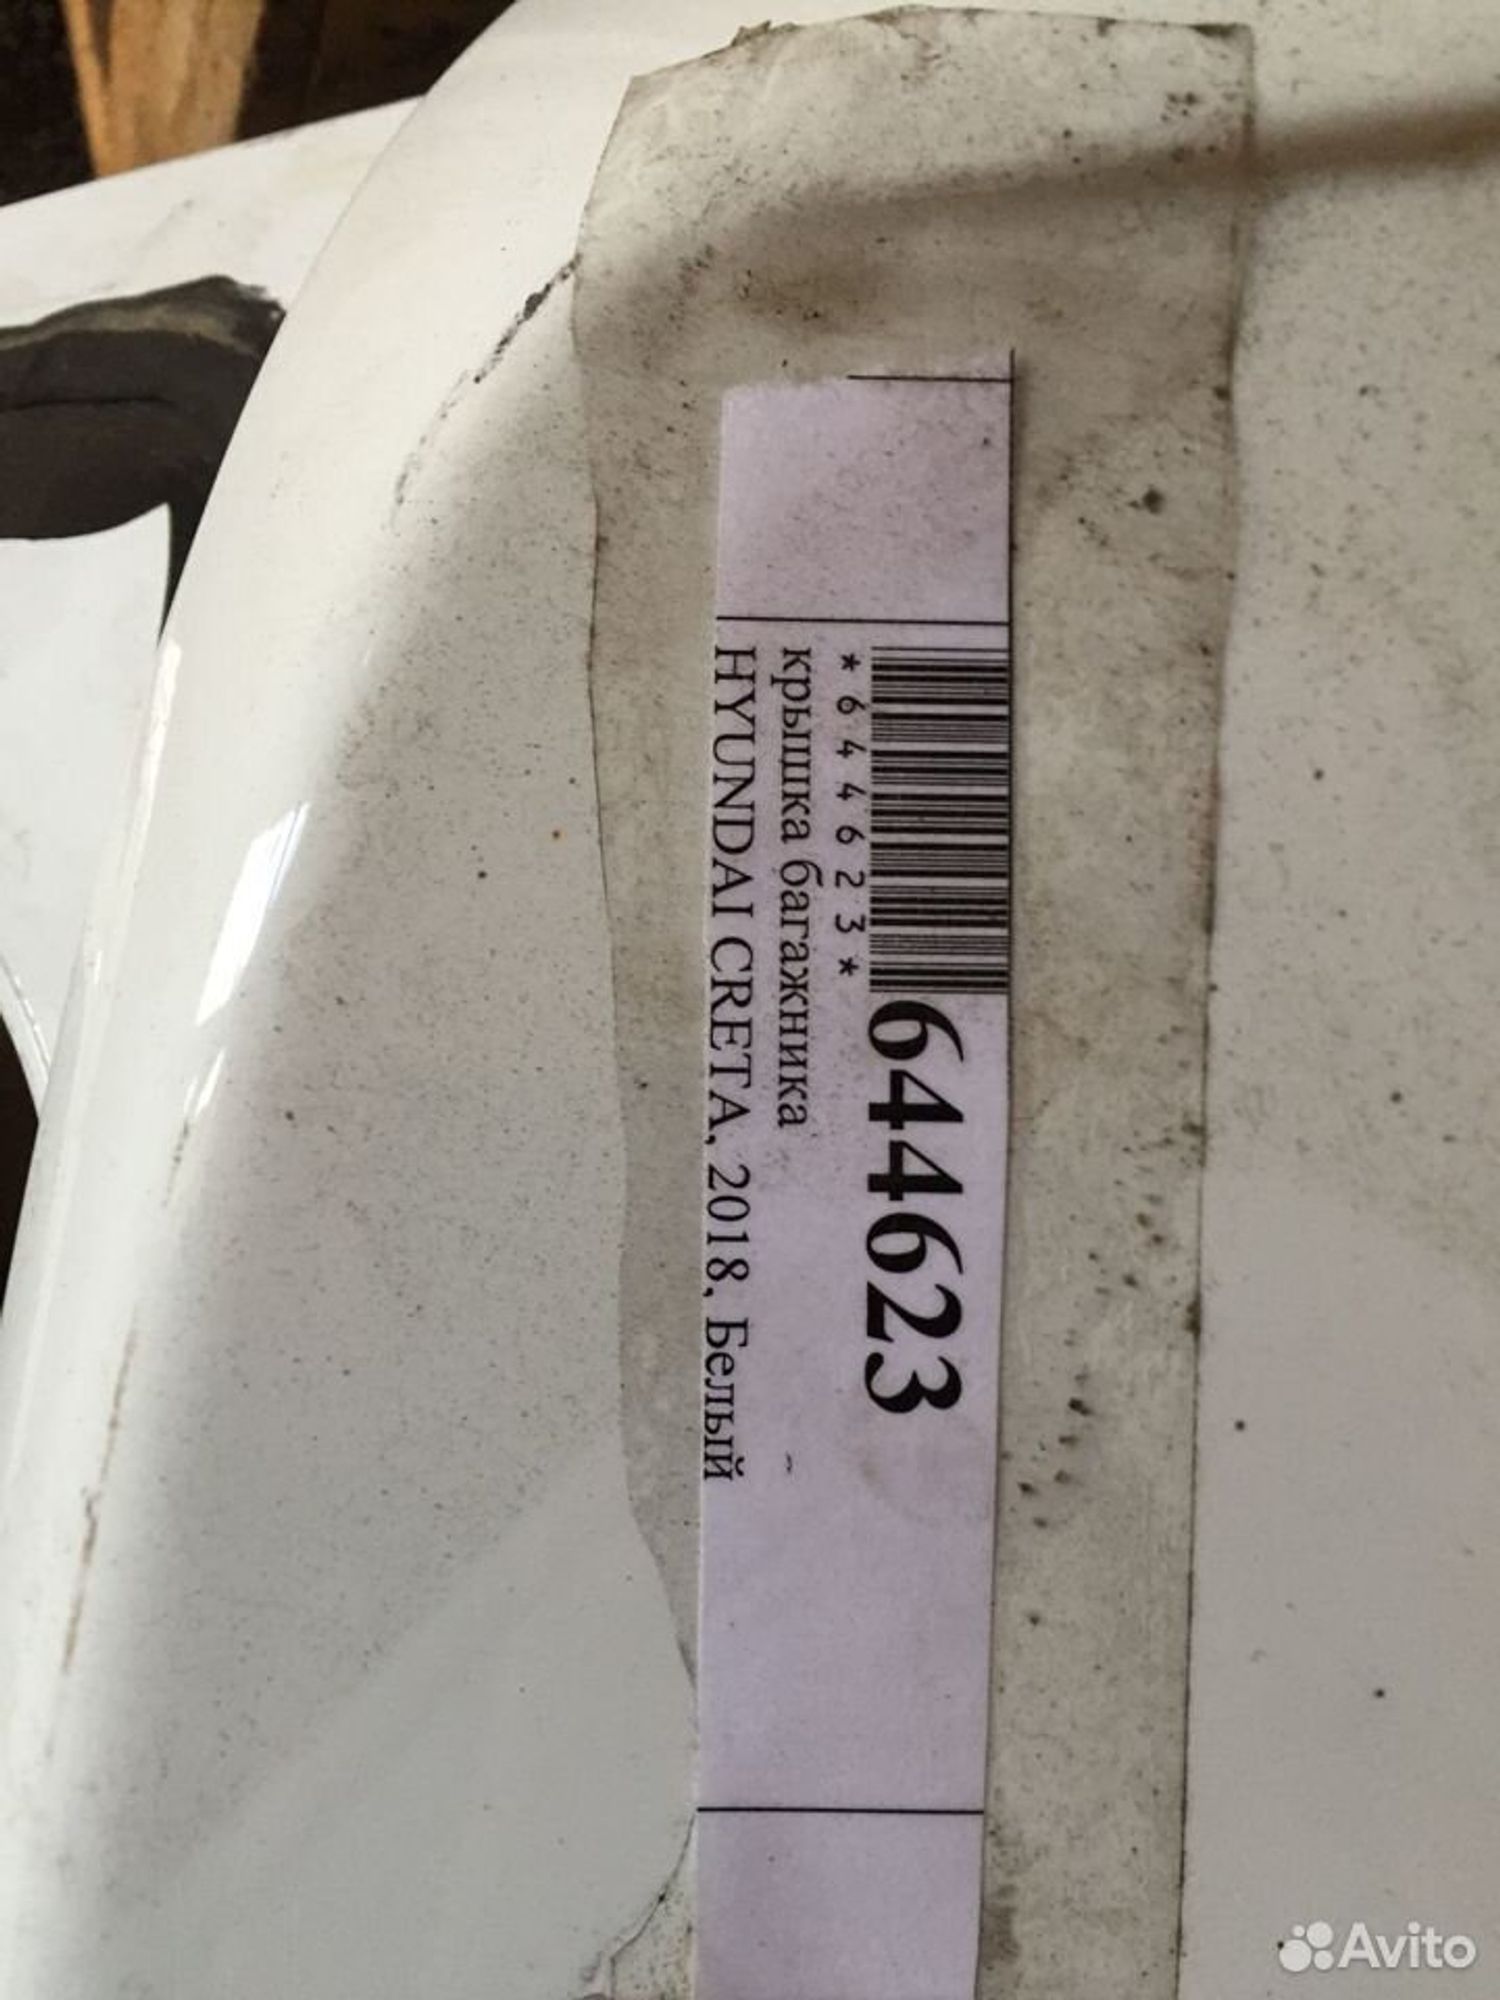 *644623*
644623
крышка багажника
HYUNDAI CRETA, 2018, Белый
Avito